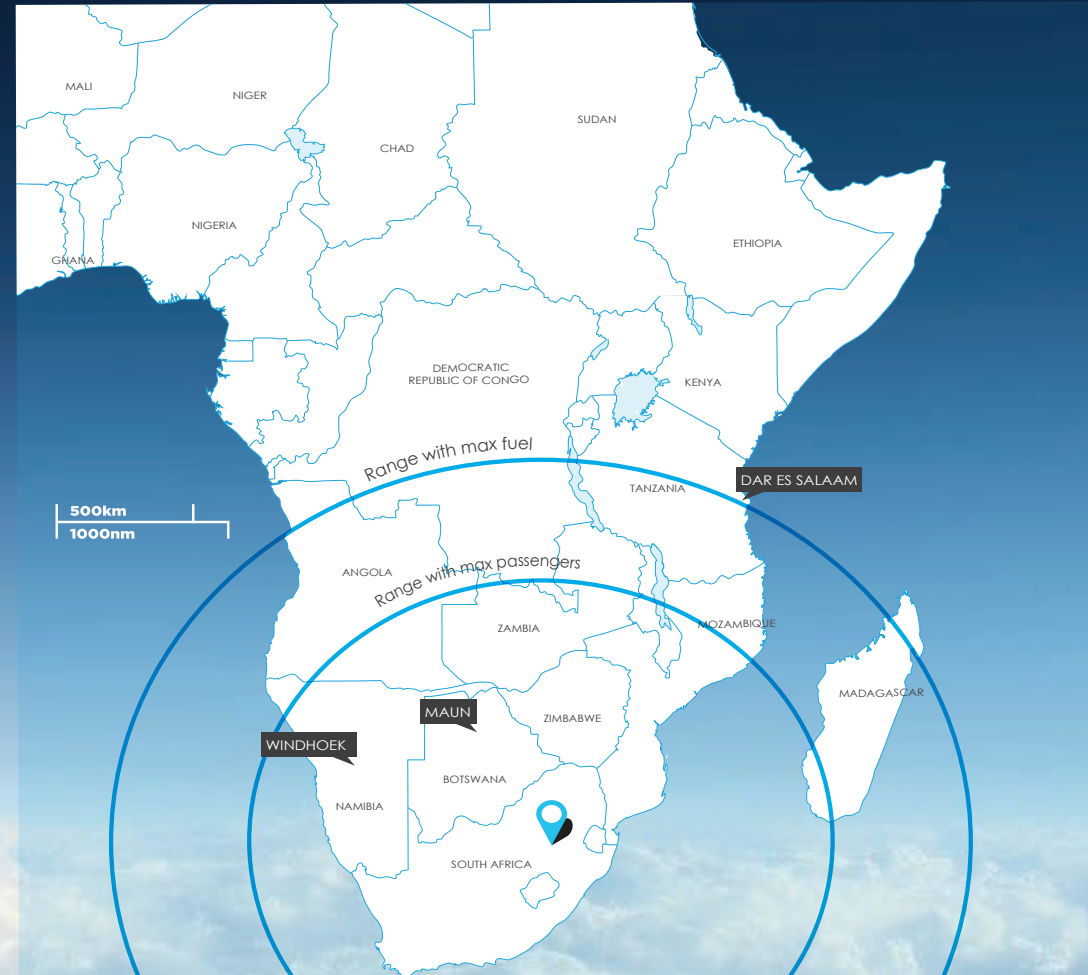 MALI
NIGER
CHAD
SUDAN
NIGERIA
GHANA
ETHIOPIA
DEMOCRATIC
REPUBLIC OF CONGO
KENYA
Range with max fuel
TANZANIA
DAR ES SALAAM
500km
1000nm
ANGOLA
Range with max passengers
ZAMBIA
MOZAMBIQUE
MADAGASCAR
MAUN
ZIMBABWE
WINDHOEK
BOTSWANA
NAMIBIA
SOUTH AFRICA